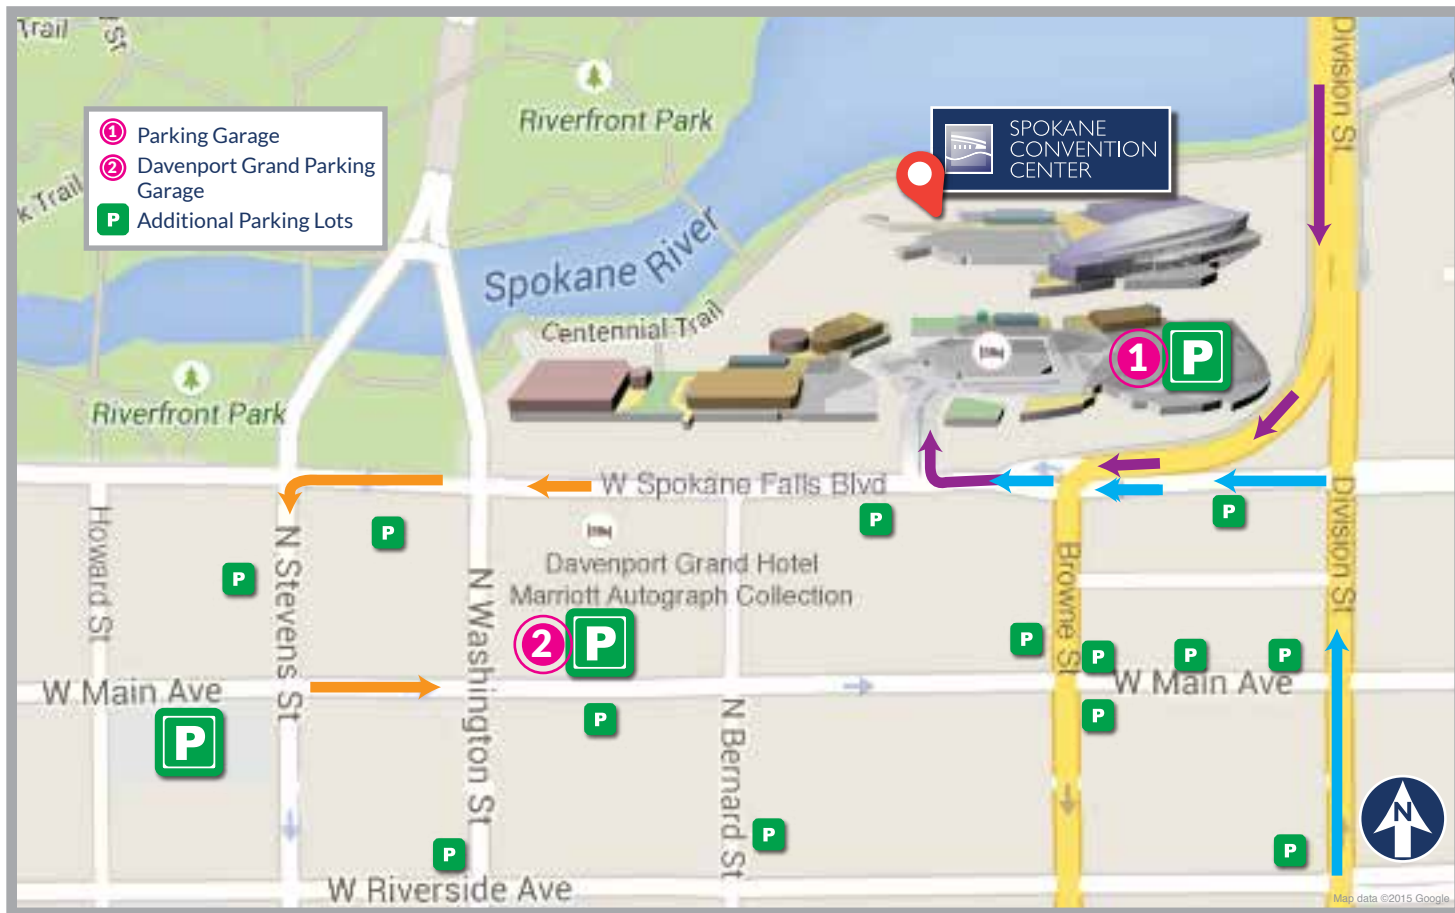 Trail
St
Division St
1 Parking Garage
2 Davenport Grand Parking
Garage
P Additional Parking Lots
k Trail
Riverfront Park
SPOKANE
CONVENTION
CENTER
Spokane River
Centennial Trail
1 P
Riverfront Park
W Spokane Falls Blvd
P
P
P
P
Howard St
N Stevens St
N Washington St
Davenport Grand Hotel
Marriott Autograph Collection
Browne St
Division St
2 P
P
P
P
P
W Main Ave
W Main Ave
P
P
P
N Bernard St
P
P
P
N
W Riverside Ave
Map data ©2015 Google